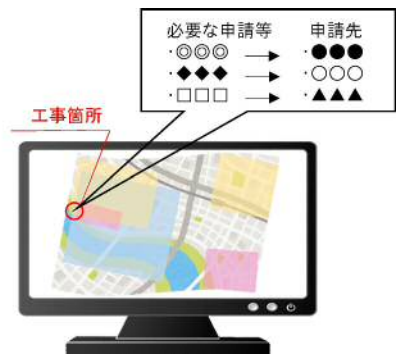 必要な申請等 申請先
・◎◎◎ → ・●●●
・◆◆◆ → ・○○○
・□□□ → ・▲▲▲
工事箇所